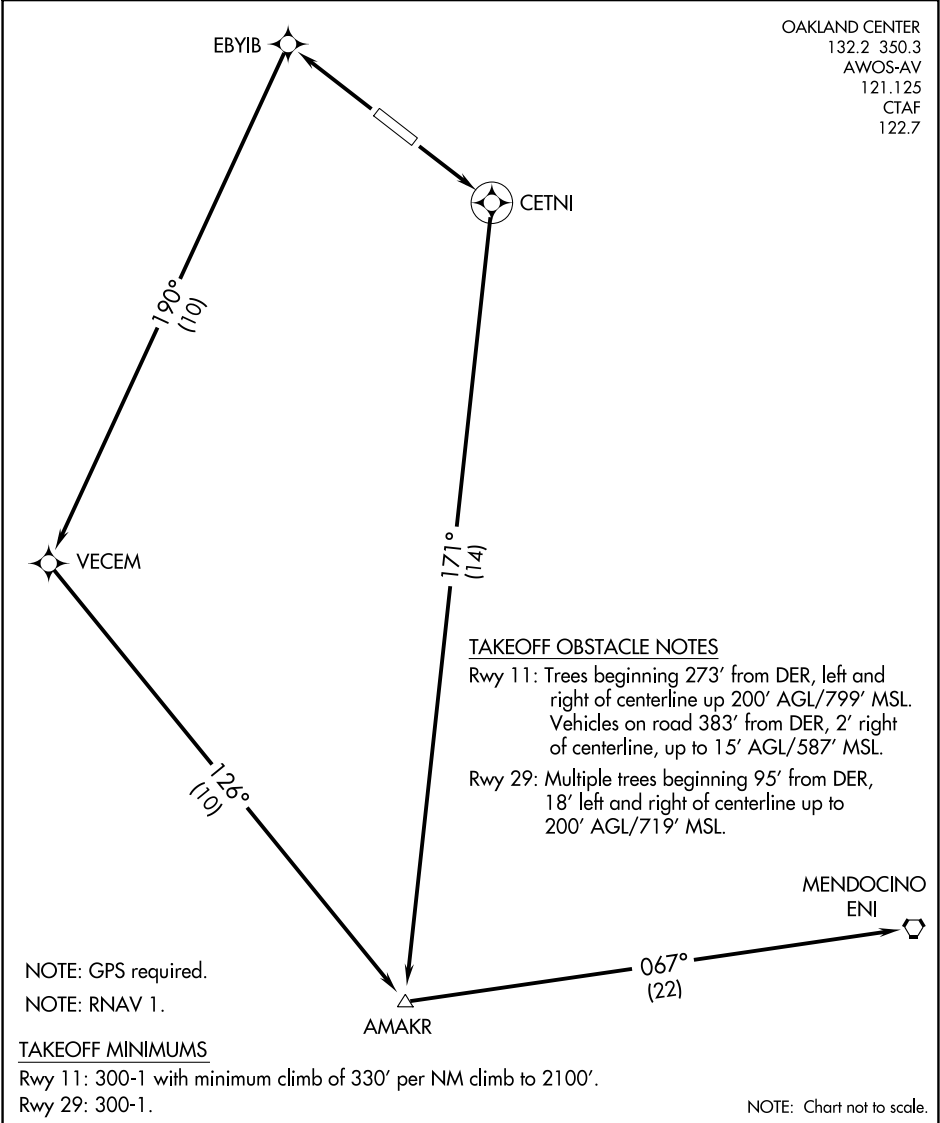 OAKLAND CENTER
132.2 350.3
AWOS-AV
121.125
CTAF
122.7
EBYIB
CETNI
190°
(10)
VECEM
171°
(14)
TAKEOFF OBSTACLE NOTES
Rwy 11: Trees beginning 273' from DER, left and
right of centerline up 200' AGL/799' MSL.
Vehicles on road 383' from DER, 2' right
of centerline, up to 15' AGL/587' MSL.
Rwy 29: Multiple trees beginning 95' from DER,
18' left and right of centerline up to
200' AGL/719' MSL.
126°
(10)
MENDOCINO
ENI
067°
(22)
AMAKR
NOTE: GPS required.
NOTE: RNAV 1.
TAKEOFF MINIMUMS
Rwy 11: 300-1 with minimum climb of 330' per NM climb to 2100'.
Rwy 29: 300-1.
NOTE: Chart not to scale.